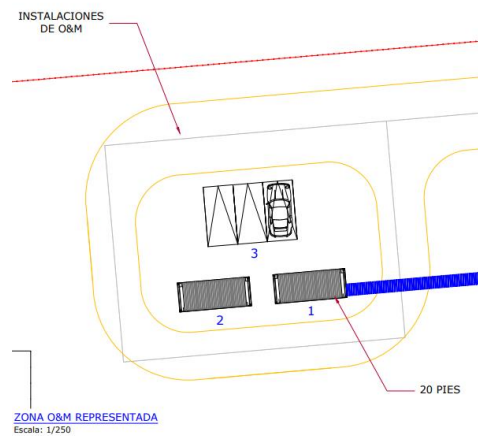 INSTALACIONES
DE O&M
3
2
1
20 PIES
ZONA O&M REPRESENTADA
Escala: 1/250